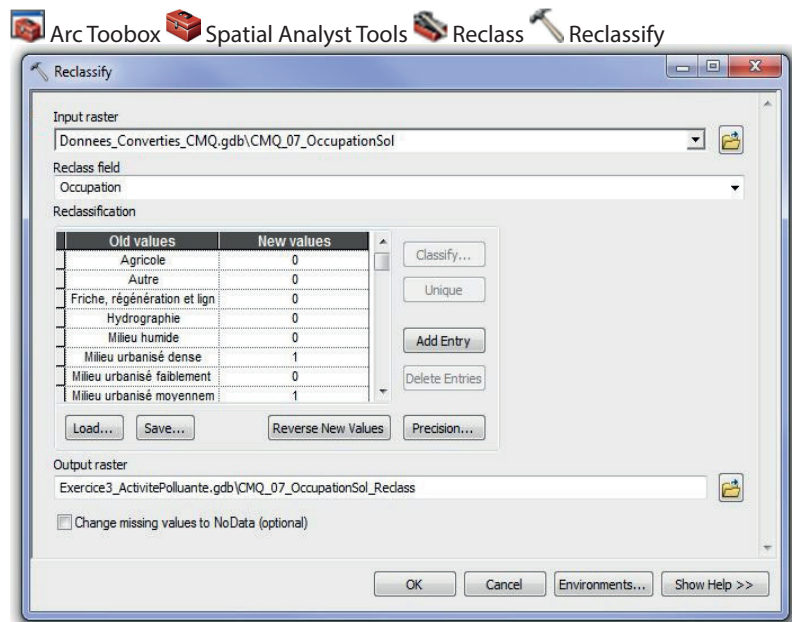 Arc Toobox Spatial Analyst Tools Reclass Reclassify
Reclassify
Input raster
Donnees_Converties_CMQ.gdb\CMQ_07_OccupationSol
Reclass field
Occupation
Reclassification
Old values New values
Agricole 0
Autre 0
Friche, régénération et lign 0
Hydrographie 0
Milieu humide 0
Milieu urbanisé dense 1
Milieu urbanisé faiblement 0
Milieu urbanisé moyennem 1
Classify...
Unique
Add Entry
Delete Entries
Load... Save... Reverse New Values Precision...
Output raster
Exercice3_ActivitePolluante.gdb\CMQ_07_OccupationSol_Reclass
Change missing values to NoData (optional)
OK Cancel Environments... Show Help >>